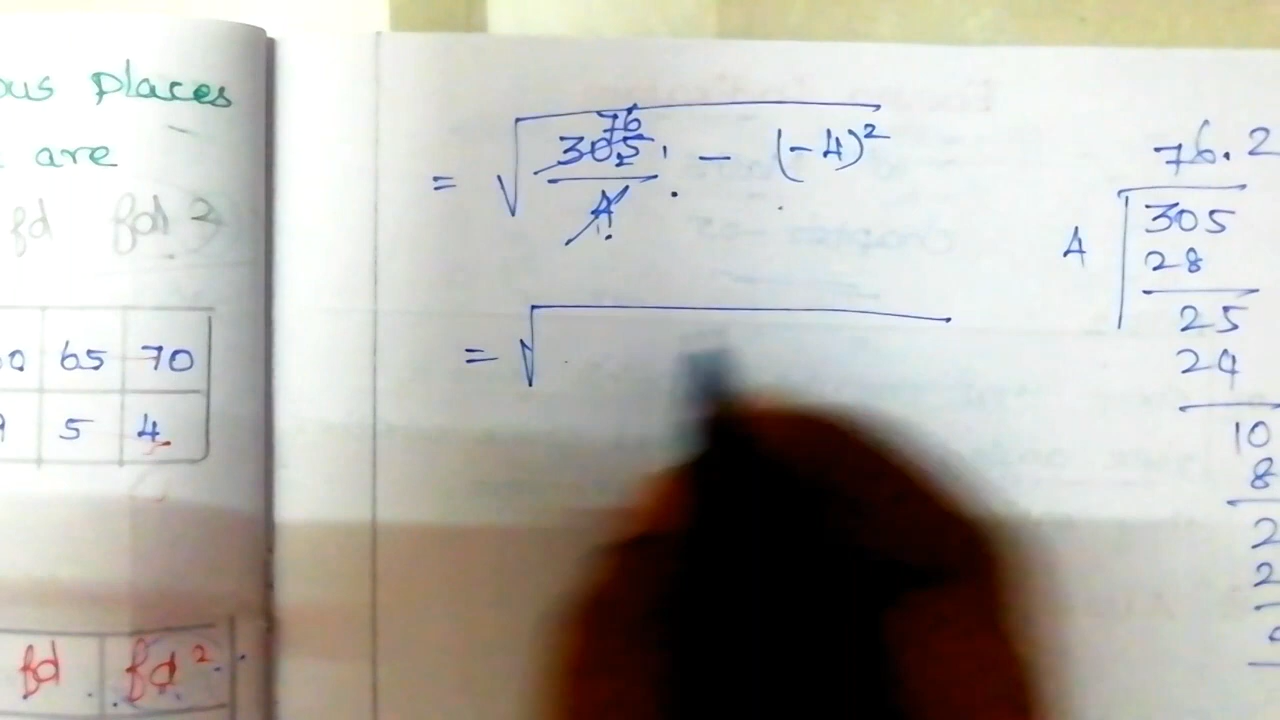 ous places
are
fd fd²
65 70
5 4
fd fd²
= √ 305 / 4 - (-4)²
76
= √
76.2
4 305
28
25
24
10
8
2
2